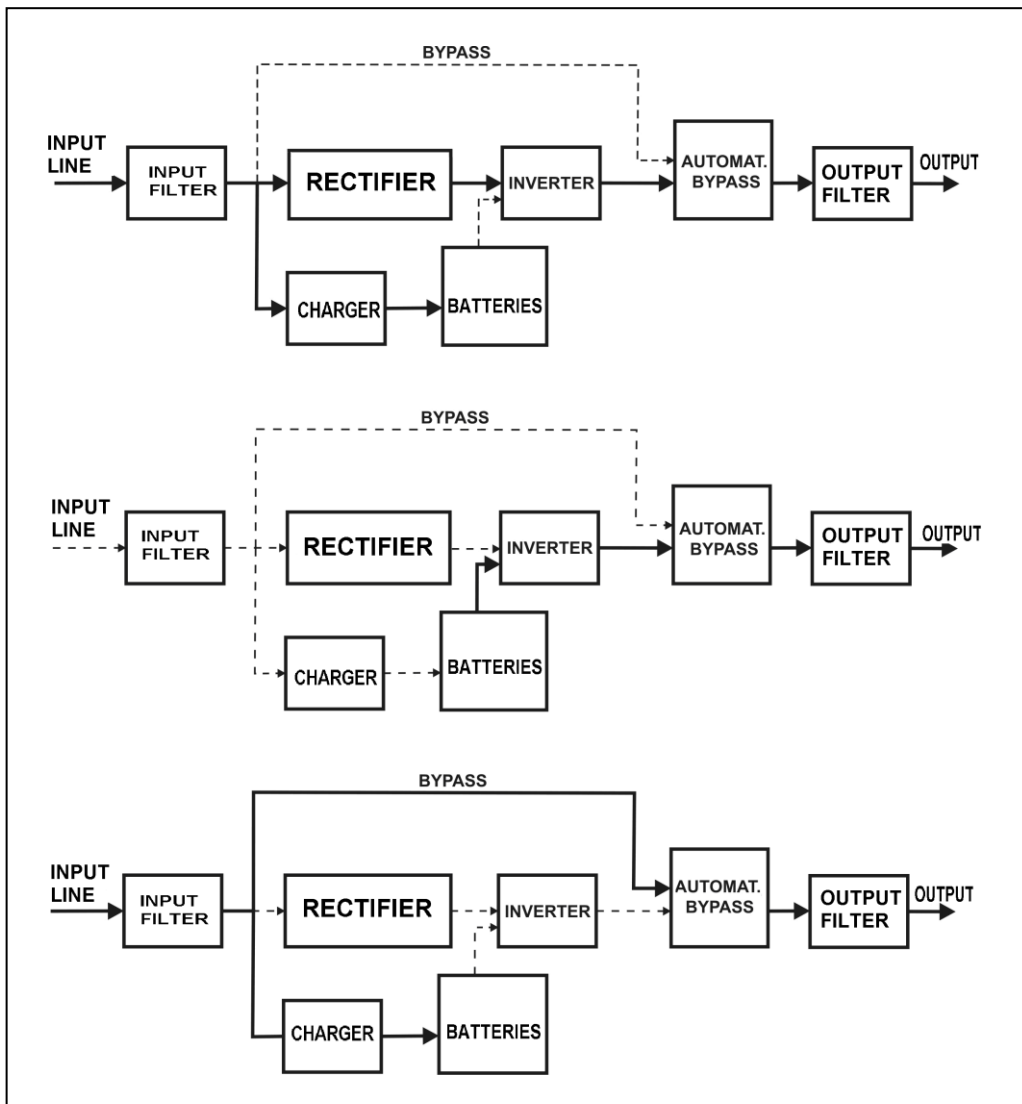 BYPASS
INPUT
LINE
INPUT
FILTER
RECTIFIER
INVERTER
AUTOMAT.
BYPASS
OUTPUT
FILTER
OUTPUT
CHARGER
BATTERIES
BYPASS
INPUT
LINE
INPUT
FILTER
RECTIFIER
INVERTER
AUTOMAT.
BYPASS
OUTPUT
FILTER
OUTPUT
CHARGER
BATTERIES
BYPASS
INPUT
LINE
INPUT
FILTER
RECTIFIER
INVERTER
AUTOMAT.
BYPASS
OUTPUT
FILTER
OUTPUT
CHARGER
BATTERIES